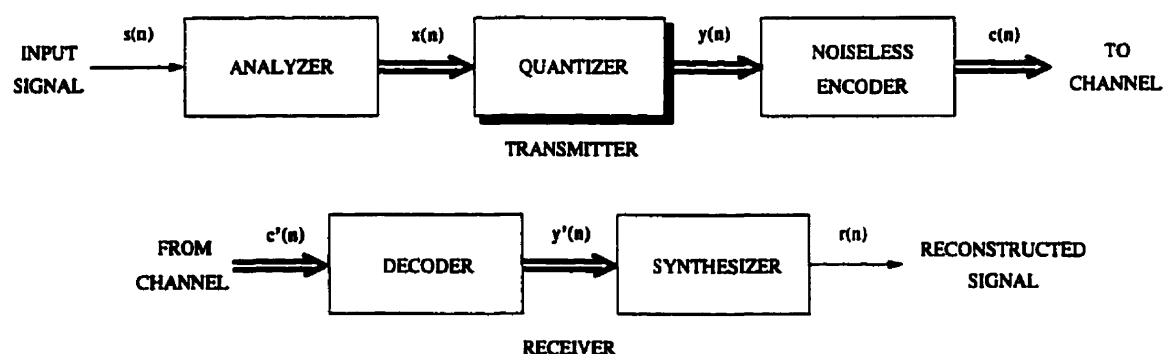 s(n)
x(n)
y(n)
c(n)
INPUT
SIGNAL
ANALYZER
QUANTIZER
NOISELESS
ENCODER
TO
CHANNEL
TRANSMITTER
c'(n)
y'(n)
r(n)
FROM
CHANNEL
DECODER
SYNTHESIZER
RECONSTRUCTED
SIGNAL
RECEIVER